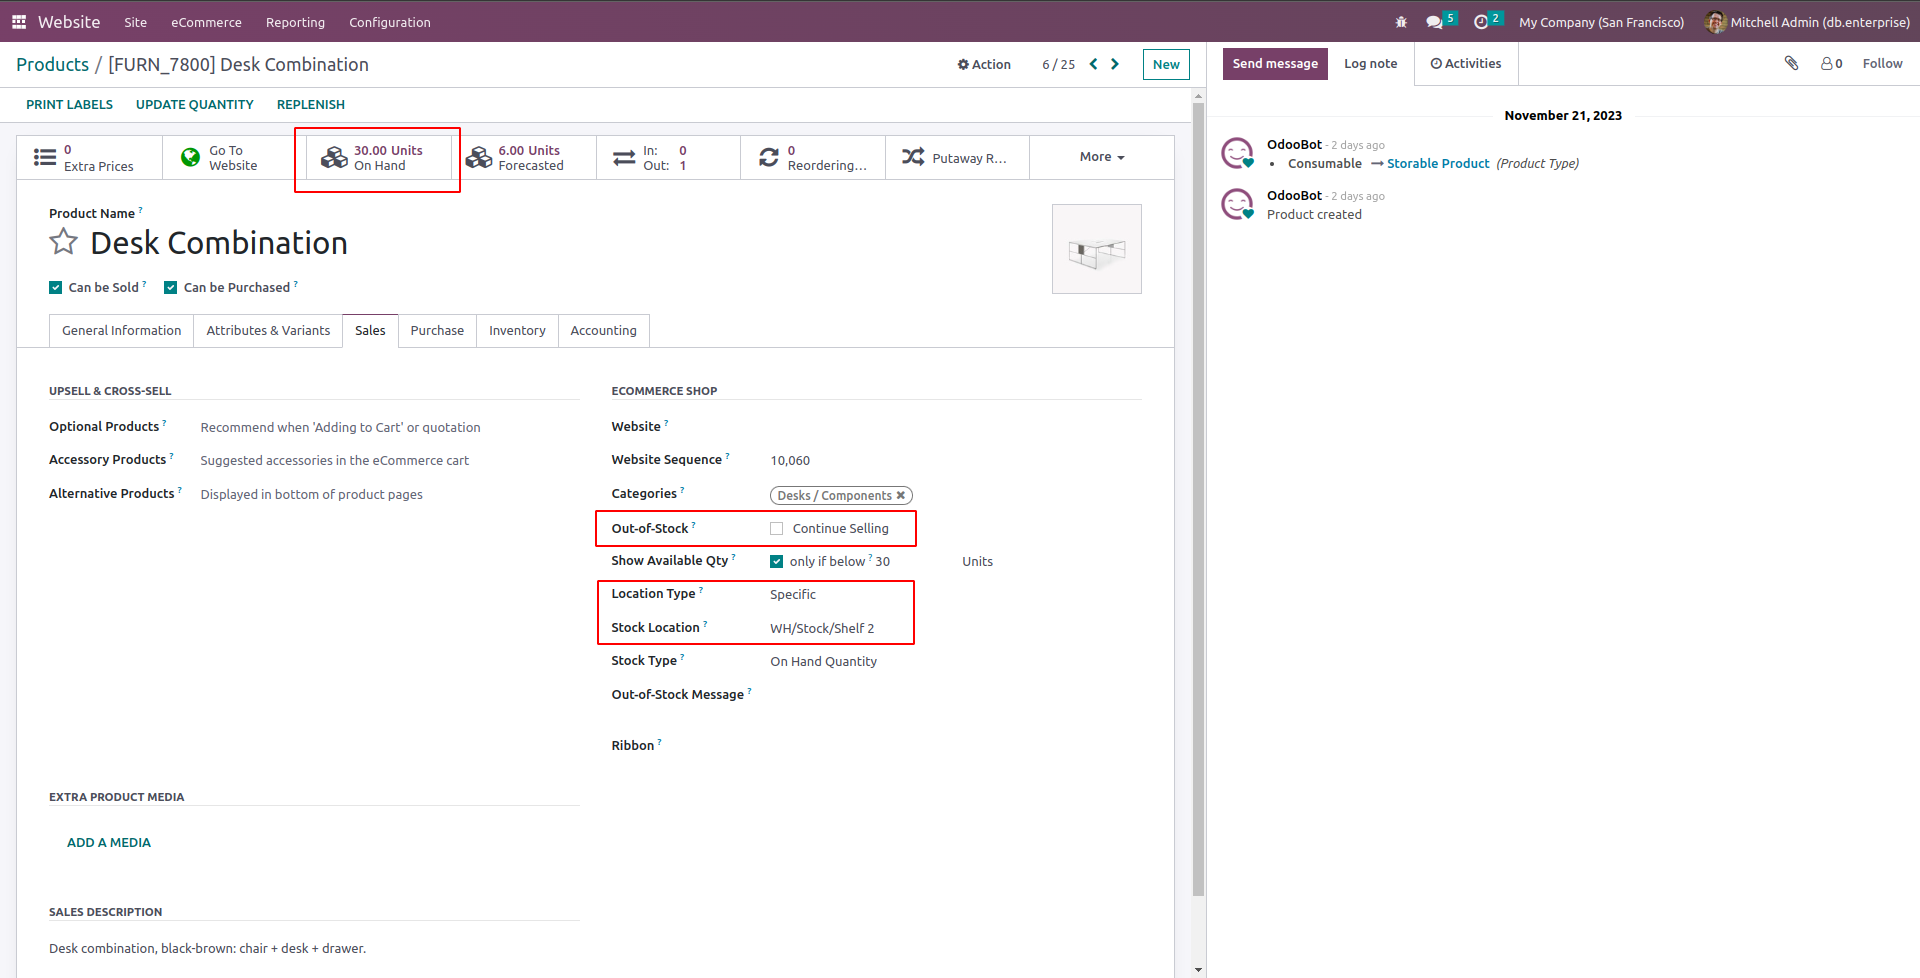 Website Site eCommerce Reporting Configuration 5 2 My Company (San Francisco) Mitchell Admin (db.enterprise)
Products / [FURN_7800] Desk Combination Action 6 / 25 New
Send message Log note Activities 0 Follow
PRINT LABELS UPDATE QUANTITY REPLENISH
November 21, 2023
0 Extra Prices
Go To Website
30.00 Units On Hand
6.00 Units Forecasted
In: 0
Out: 1
0 Reordering...
Putaway R...
More
OdooBot - 2 days ago
• Consumable → Storable Product (Product Type)
OdooBot - 2 days ago
Product created
Product Name ?
Desk Combination
Can be Sold ? Can be Purchased ?
General Information Attributes & Variants Sales Purchase Inventory Accounting
UPSELL & CROSS-SELL
Optional Products ? Recommend when 'Adding to Cart' or quotation
Accessory Products ? Suggested accessories in the eCommerce cart
Alternative Products ? Displayed in bottom of product pages
ECOMMERCE SHOP
Website ?
Website Sequence ? 10,060
Categories ? Desks / Components ✖
Out-of-Stock ? Continue Selling
Show Available Qty ? only if below ? 30 Units
Location Type ? Specific
Stock Location ? WH/Stock/Shelf 2
Stock Type ? On Hand Quantity
Out-of-Stock Message ?
Ribbon ?
EXTRA PRODUCT MEDIA
ADD A MEDIA
SALES DESCRIPTION
Desk combination, black-brown: chair + desk + drawer.